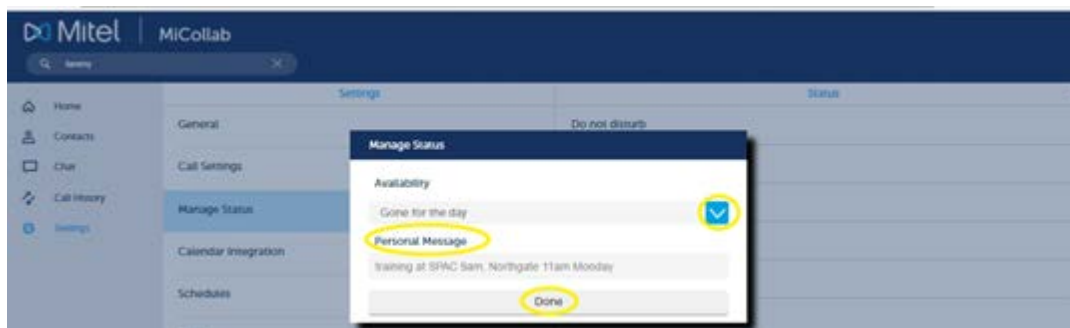 Mitel | MiCollab
Settings
Status
Home
Contacts
Chat
Call History
Settings
General
Call Settings
Manage Status
Calendar Integration
Schedules
Do not disturb
Manage Status
Availability
Gone for the day
Personal Message
training at SPAC 9am, Northgate 11am Monday
Done